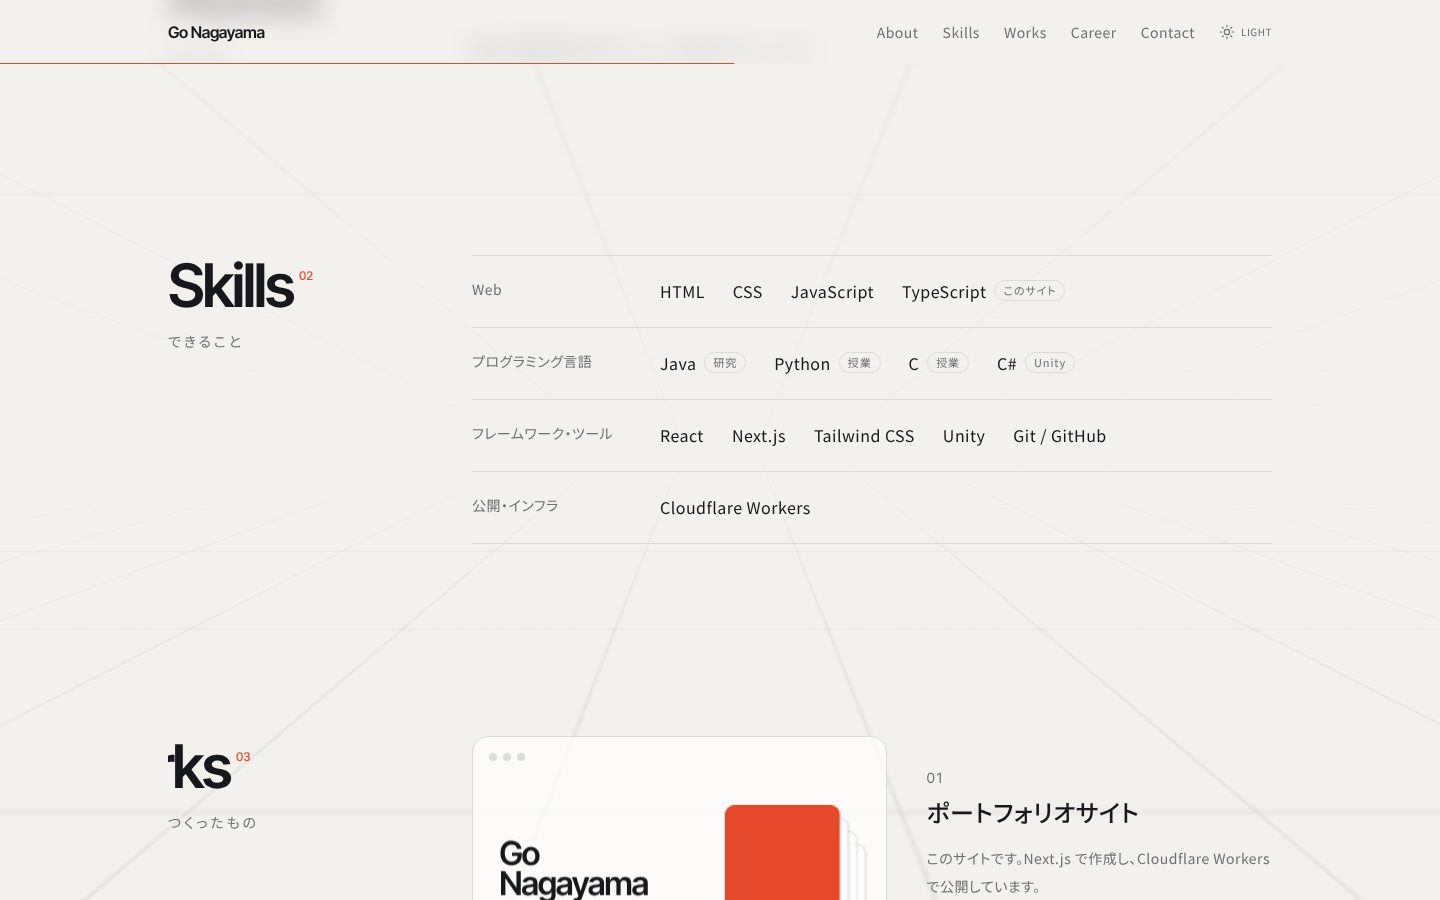 Go Nagayama
About Skills Works Career Contact LIGHT
Skills 02
できること
Web HTML CSS JavaScript TypeScript このサイト
プログラミング言語 Java 研究 Python 授業 C 授業 C# Unity
フレームワーク・ツール React Next.js Tailwind CSS Unity Git / GitHub
公開・インフラ Cloudflare Workers
ks 03
つくったもの
Go
Nagayama
01
ポートフォリオサイト
このサイトです。Next.js で作成し、Cloudflare Workers
で公開しています。